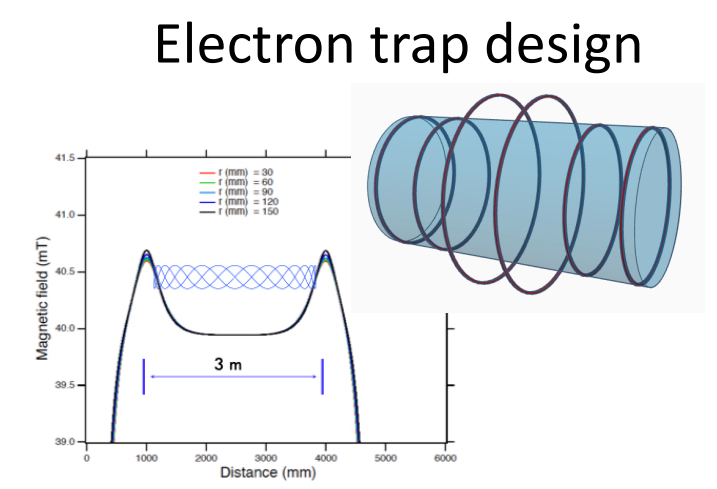 Electron trap design
41.5
41.0
40.5
40.0
39.5
39.0
Magnetic field (mT)
r (mm) = 30
r (mm) = 60
r (mm) = 90
r (mm) = 120
r (mm) = 150
3 m
0 1000 2000 3000 4000 5000 6000
Distance (mm)